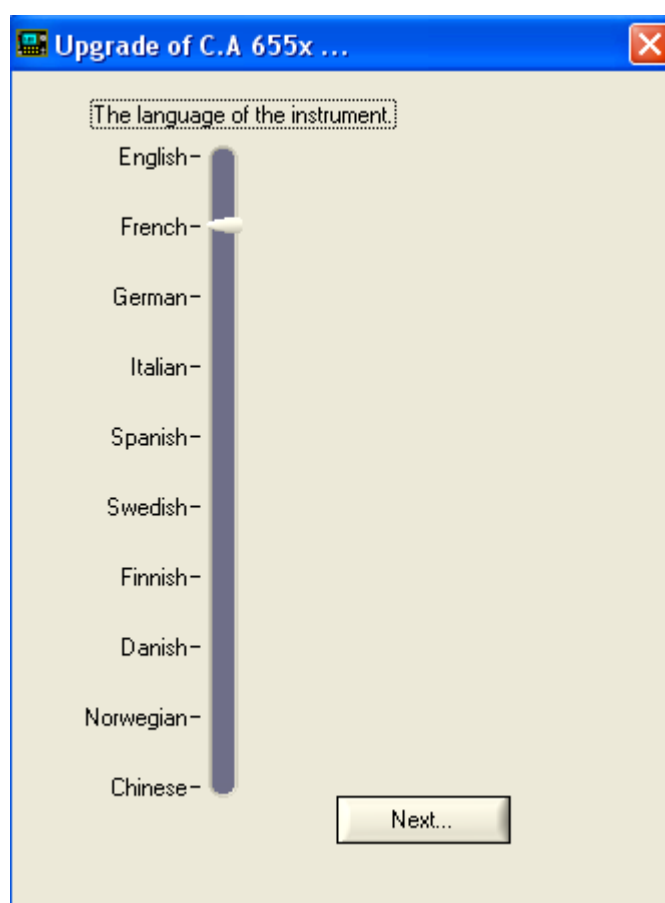 Upgrade of C.A 655x ...
The language of the instrument.
English
French
German
Italian
Spanish
Swedish
Finnish
Danish
Norwegian
Chinese
Next...